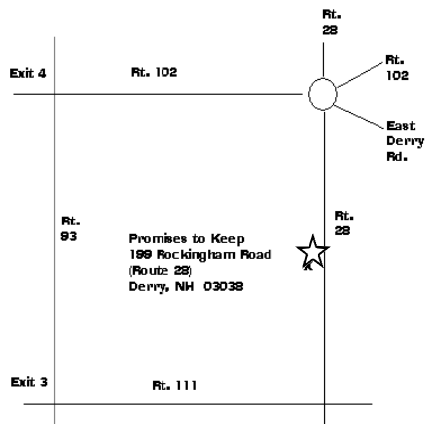 Rt.
28
Rt.
102
Exit 4
Rt. 102
East
Derry
Rd.
Rt.
93
Rt.
28
Promises to Keep
199 Rockingham Road
(Route 28)
Derry, NH 03038
Exit 3
Rt. 111